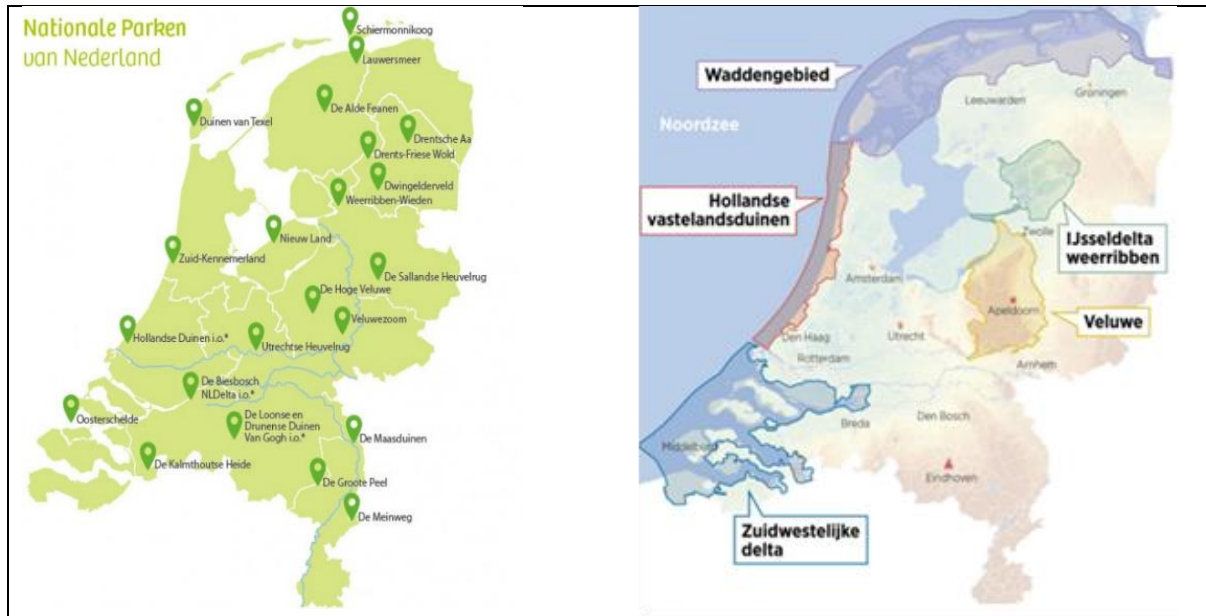 Nationale Parken
van Nederland
Schiermonnikoog
Lauwersmeer
De Alde Feanen
Duinen van Texel
Drentsche Aa
Drents-Friese Wold
Dwingelderveld
Weerribben-Wieden
Nieuw Land
Zuid-Kennemerland
De Sallandse Heuvelrug
De Hoge Veluwe
Veluwezoom
Hollandse Duinen i.o.*
Utrechtse Heuvelrug
De Biesbosch
NLDelta i.o.*
Oosterschelde
De Loonse en
Drunense Duinen
Van Gogh i.o.*
De Maasduinen
De Kalmthoutse Heide
De Groote Peel
De Meinweg
Waddengebied
Leeuwarden
Groningen
Noordzee
Hollandse
vastelandsduinen
Zwolle
IJsseldelta
weerribben
Amsterdam
Apeldoorn
Veluwe
Den Haag
Utrecht
Rotterdam
Arnhem
Breda
Den Bosch
Middelburg
Eindhoven
Zuidwestelijke
delta